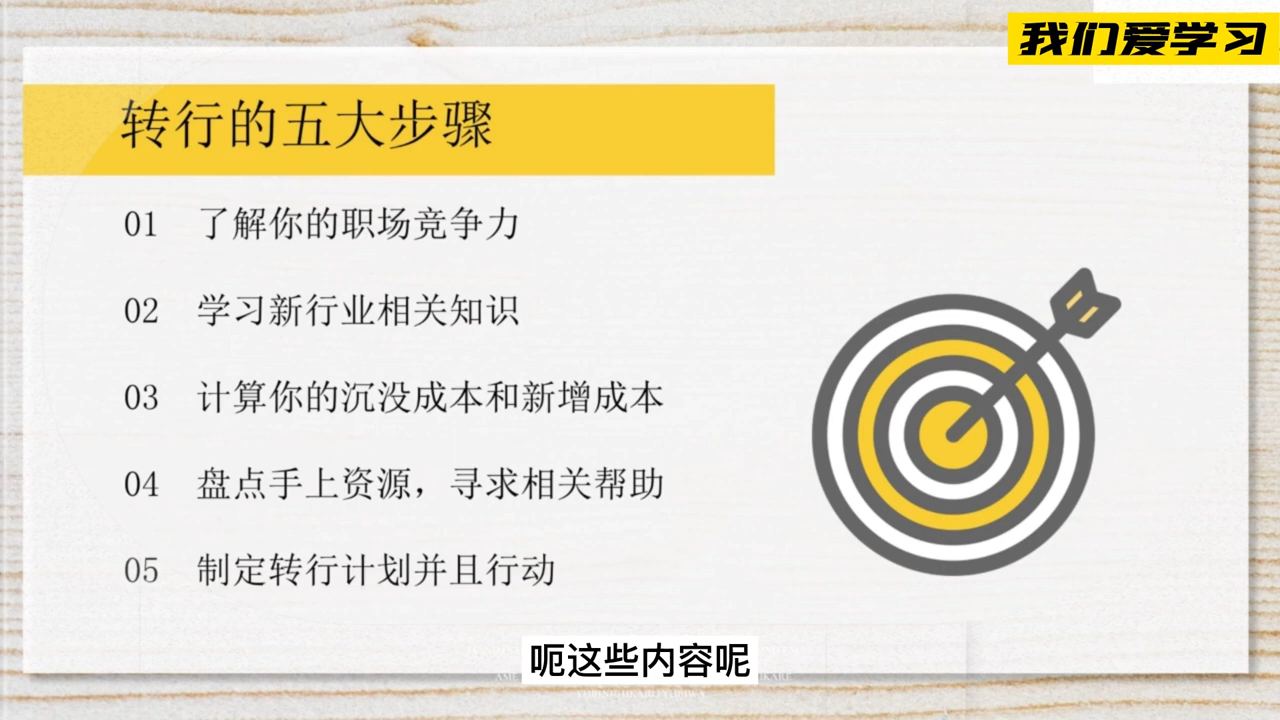 我们爱学习
转行的五大步骤
01 了解你的职场竞争力
02 学习新行业相关知识
03 计算你的沉没成本和新增成本
04 盘点手上资源，寻求相关帮助
05 制定转行计划并且行动
呃这些内容呢